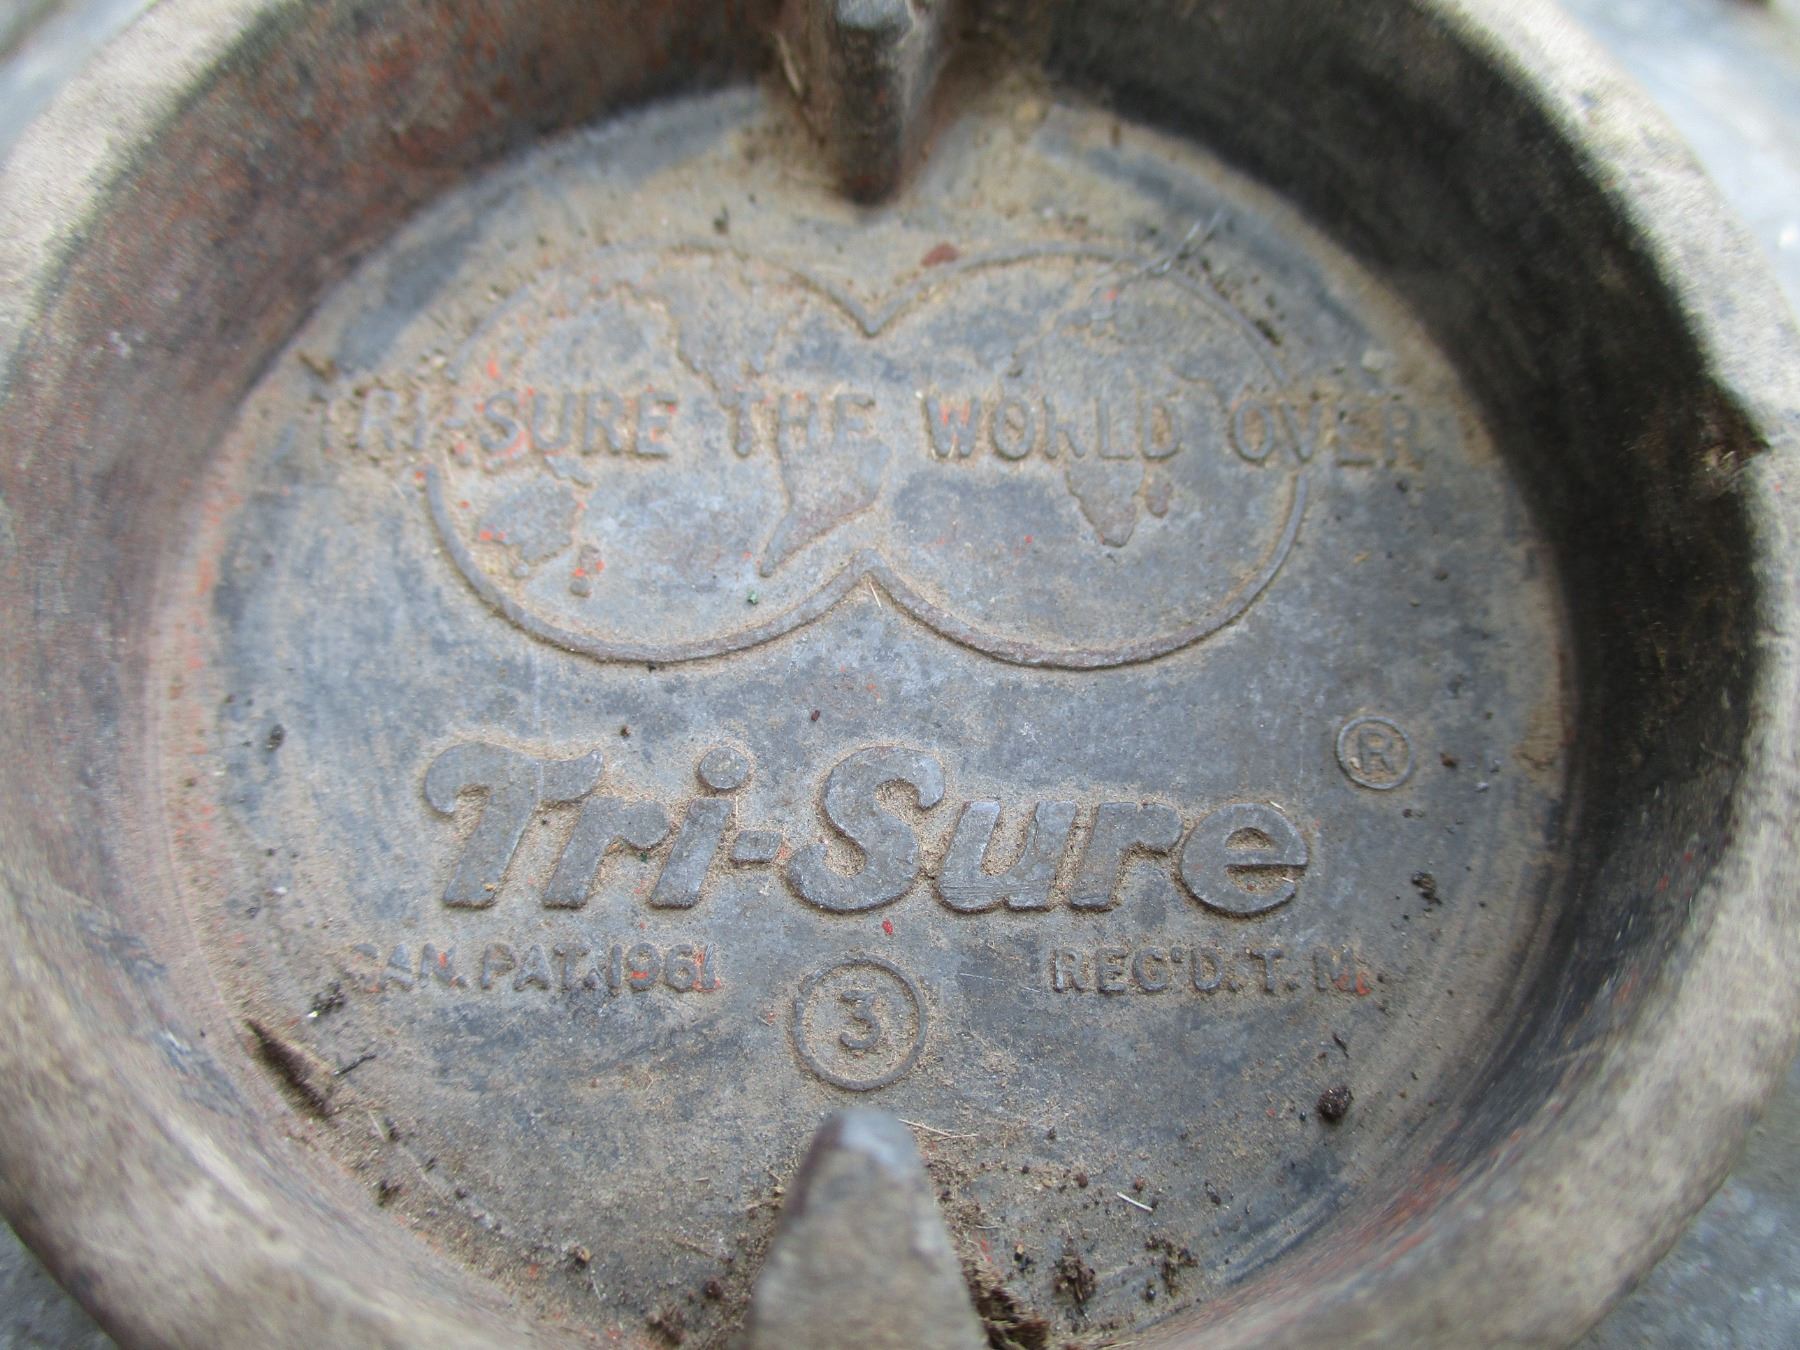 TRI-SURE THE WORLD OVER
®
Tri-Sure
CAN. PAT. 1961 REG'D. T. M.
3